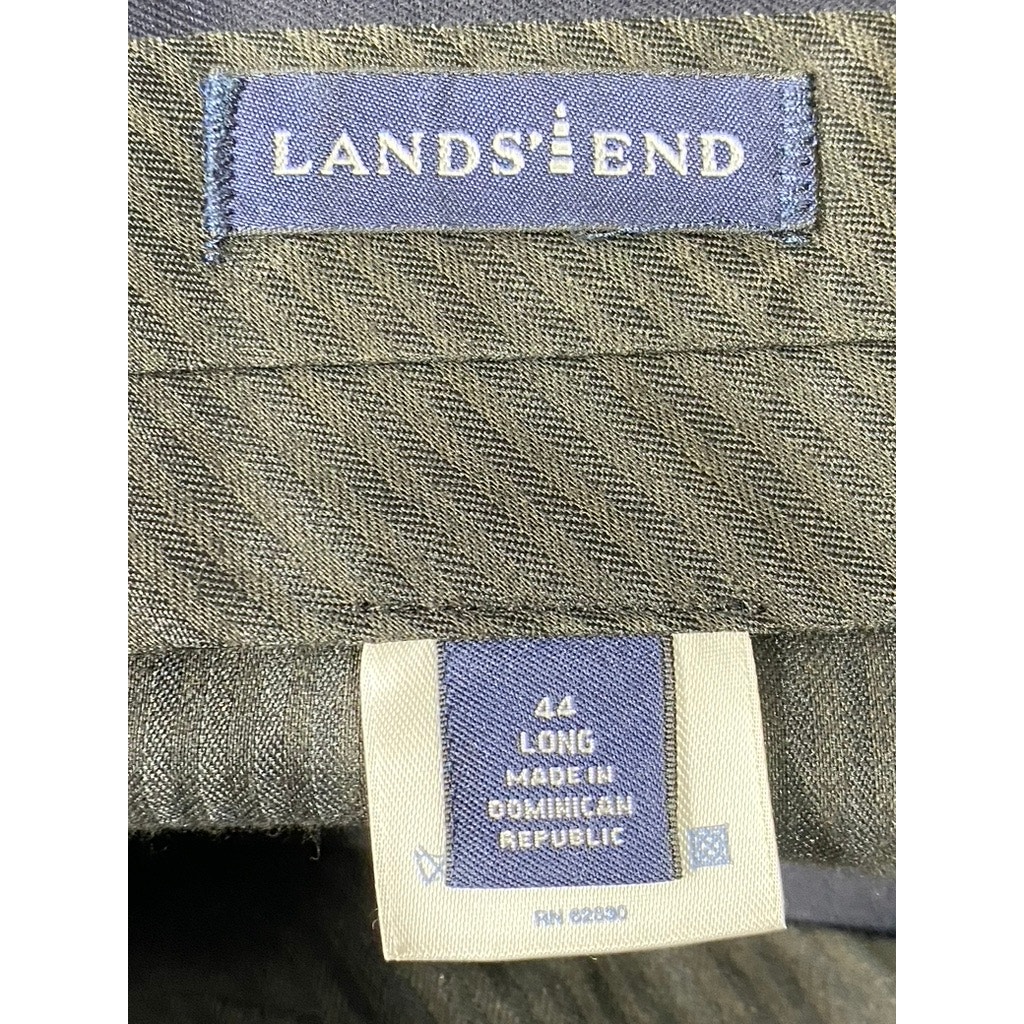 LANDS' END
44
LONG
MADE IN
DOMINICAN
REPUBLIC
RN 62830